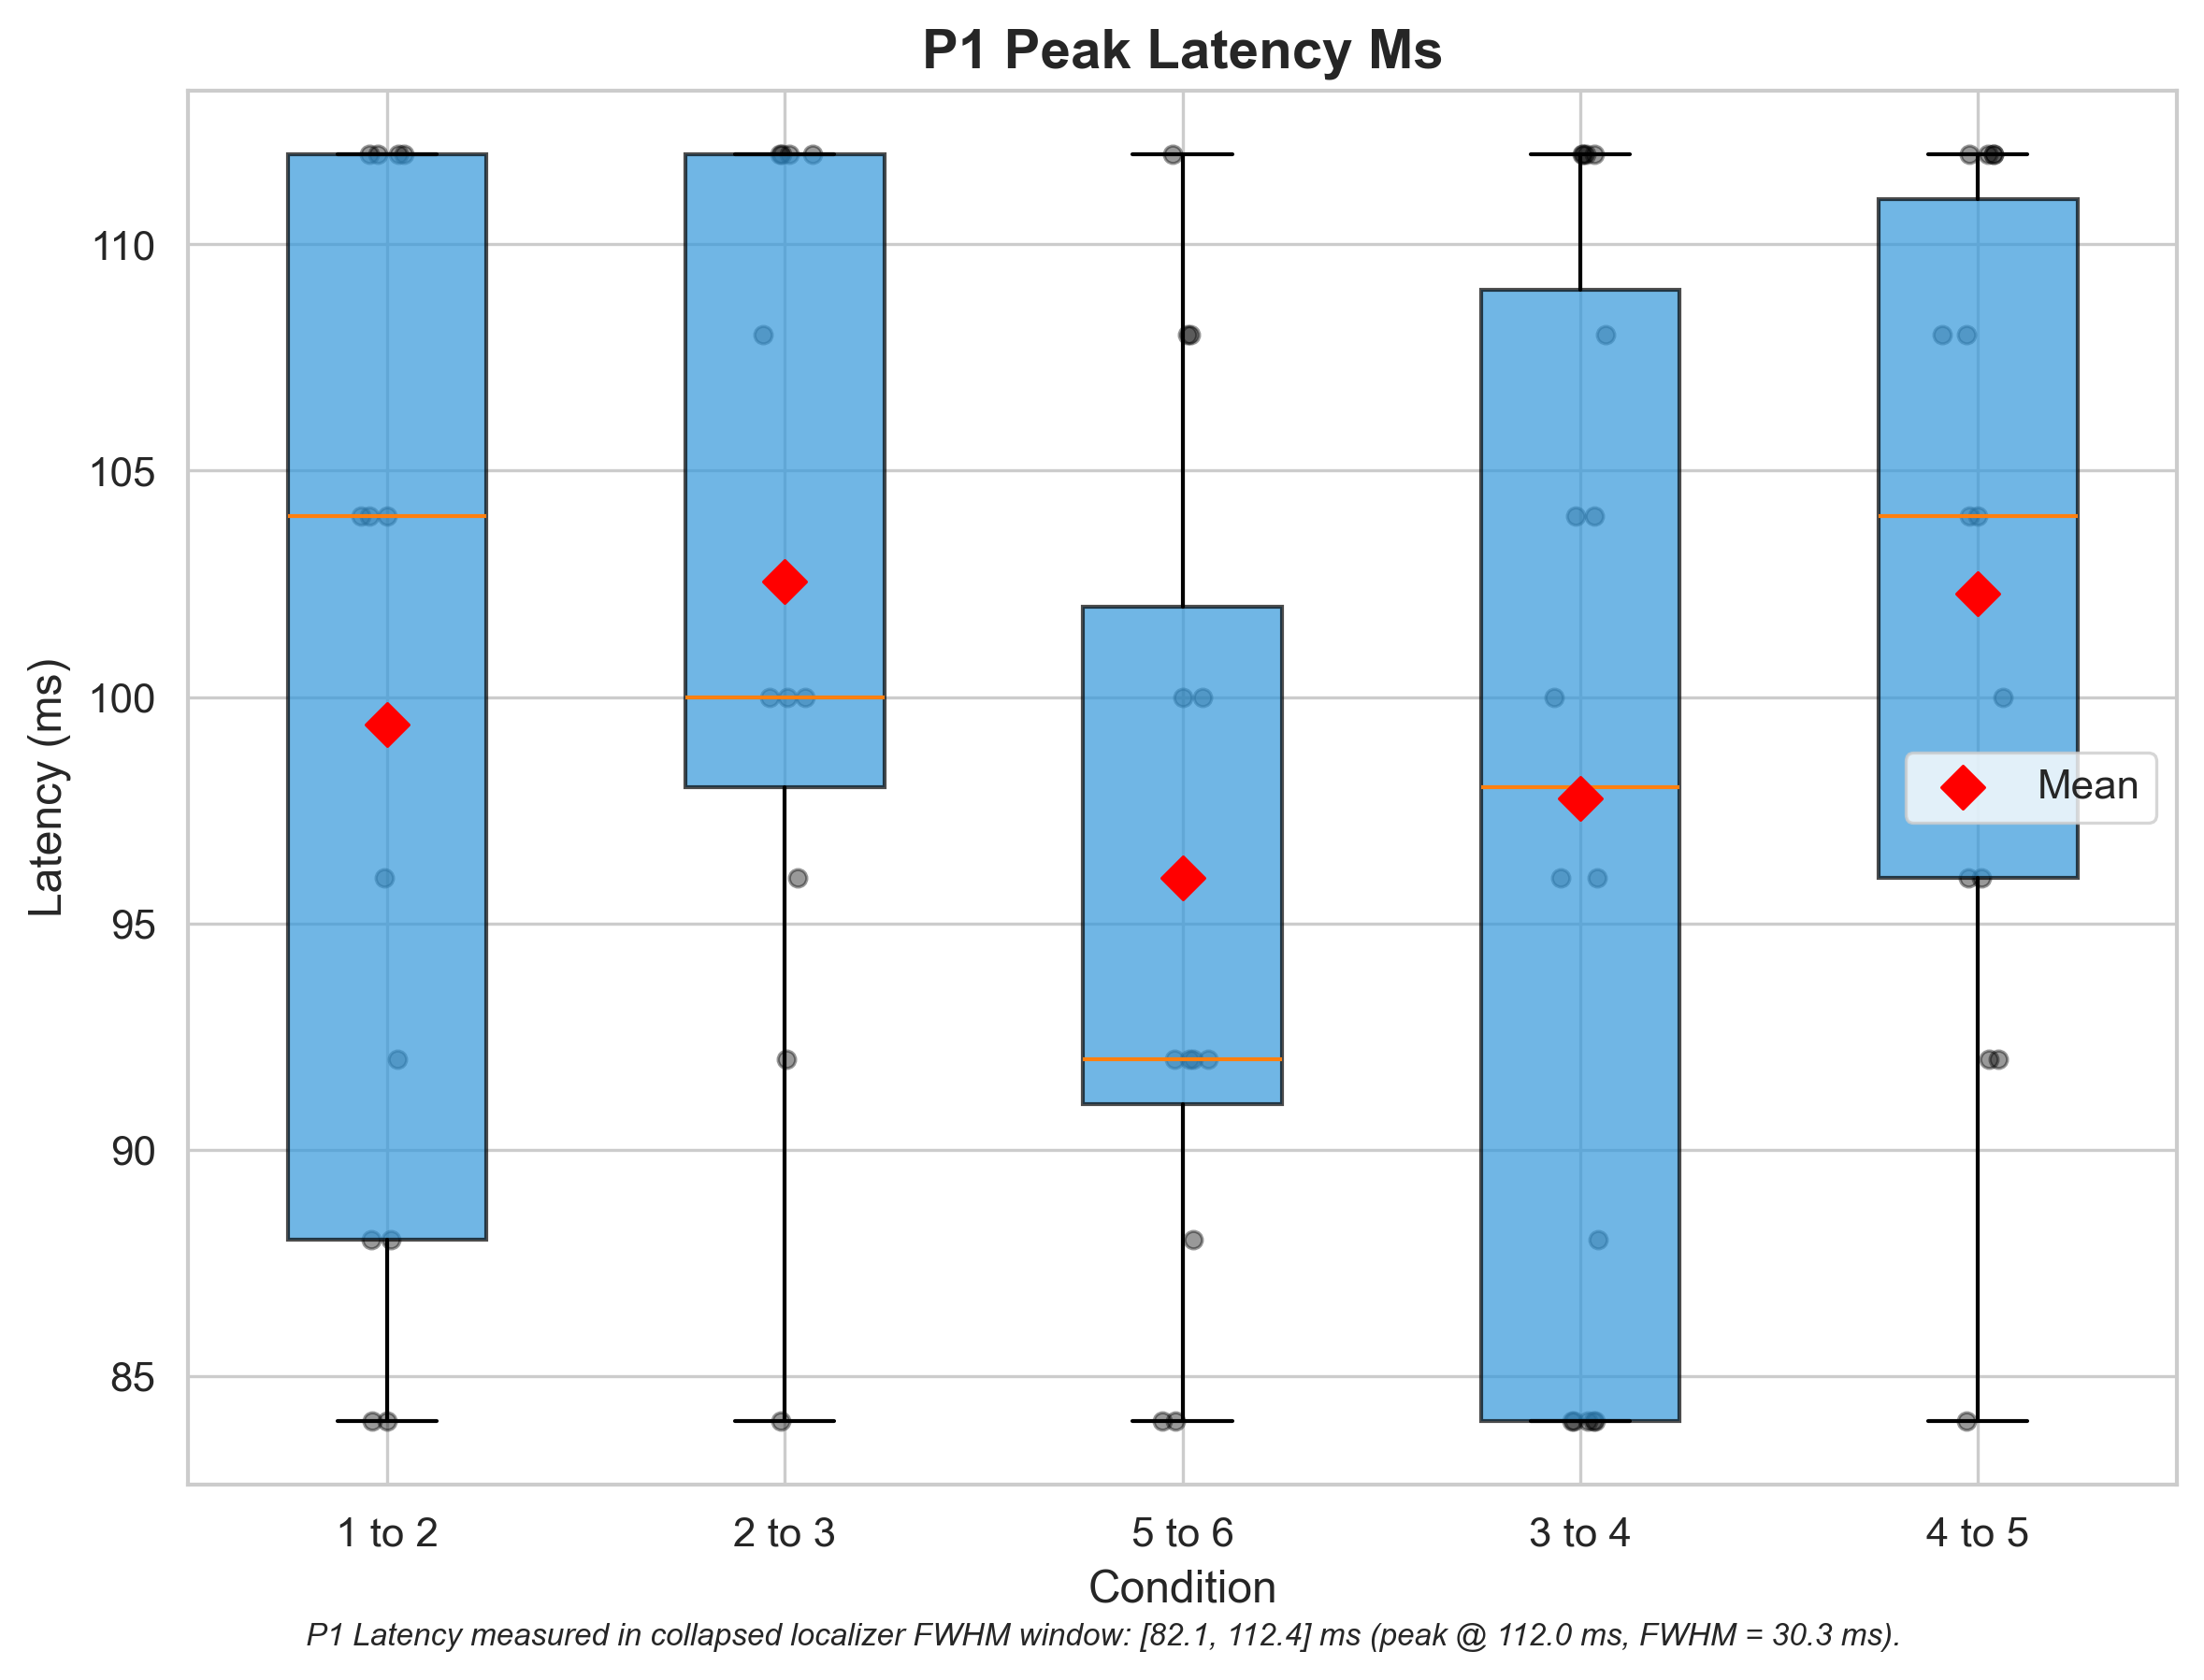 P1 Peak Latency Ms
Latency (ms)
110
105
100
95
90
85
Mean
1 to 2
2 to 3
5 to 6
3 to 4
4 to 5
Condition
P1 Latency measured in collapsed localizer FWHM window: [82.1, 112.4] ms (peak @ 112.0 ms, FWHM = 30.3 ms).